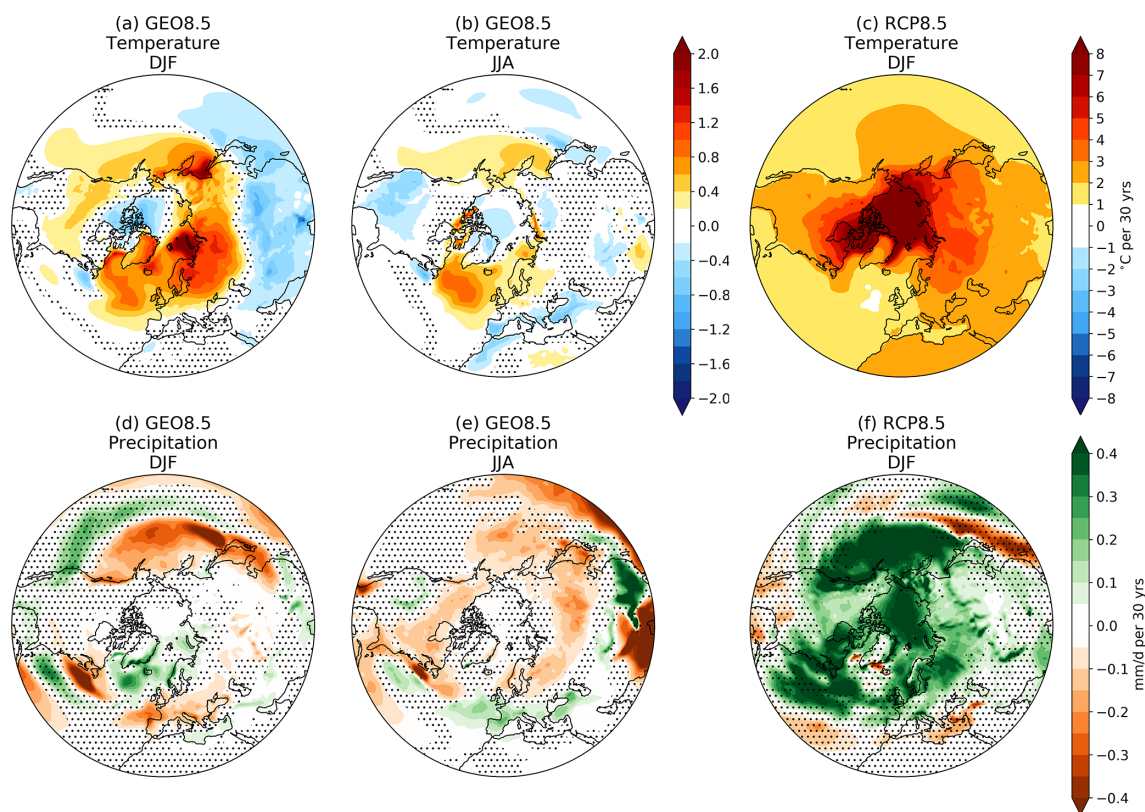 (a) GEO8.5
Temperature
DJF
(b) GEO8.5
Temperature
JJA
(c) RCP8.5
Temperature
DJF
2.0
1.6
1.2
0.8
0.4
0.0
−0.4
−0.8
−1.2
−1.6
−2.0
8
7
6
5
4
3
2
1
0
−1
−2
−3
−4
−5
−6
−7
−8
°C per 30 yrs
(d) GEO8.5
Precipitation
DJF
(e) GEO8.5
Precipitation
JJA
(f) RCP8.5
Precipitation
DJF
0.4
0.3
0.2
0.1
0.0
−0.1
−0.2
−0.3
−0.4
mm/d per 30 yrs